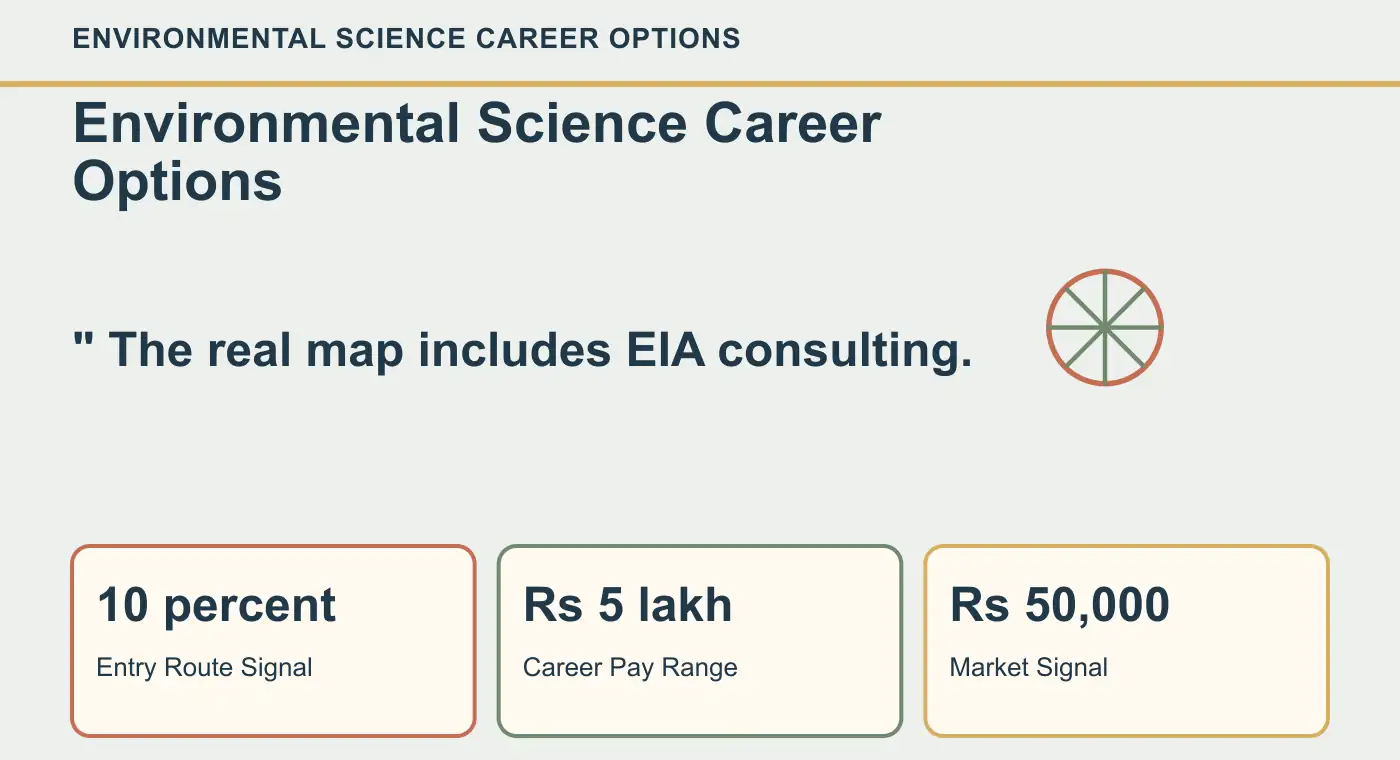 ENVIRONMENTAL SCIENCE CAREER OPTIONS
Environmental Science Career
Options
" The real map includes EIA consulting.
10 percent
Entry Route Signal
Rs 5 lakh
Career Pay Range
Rs 50,000
Market Signal